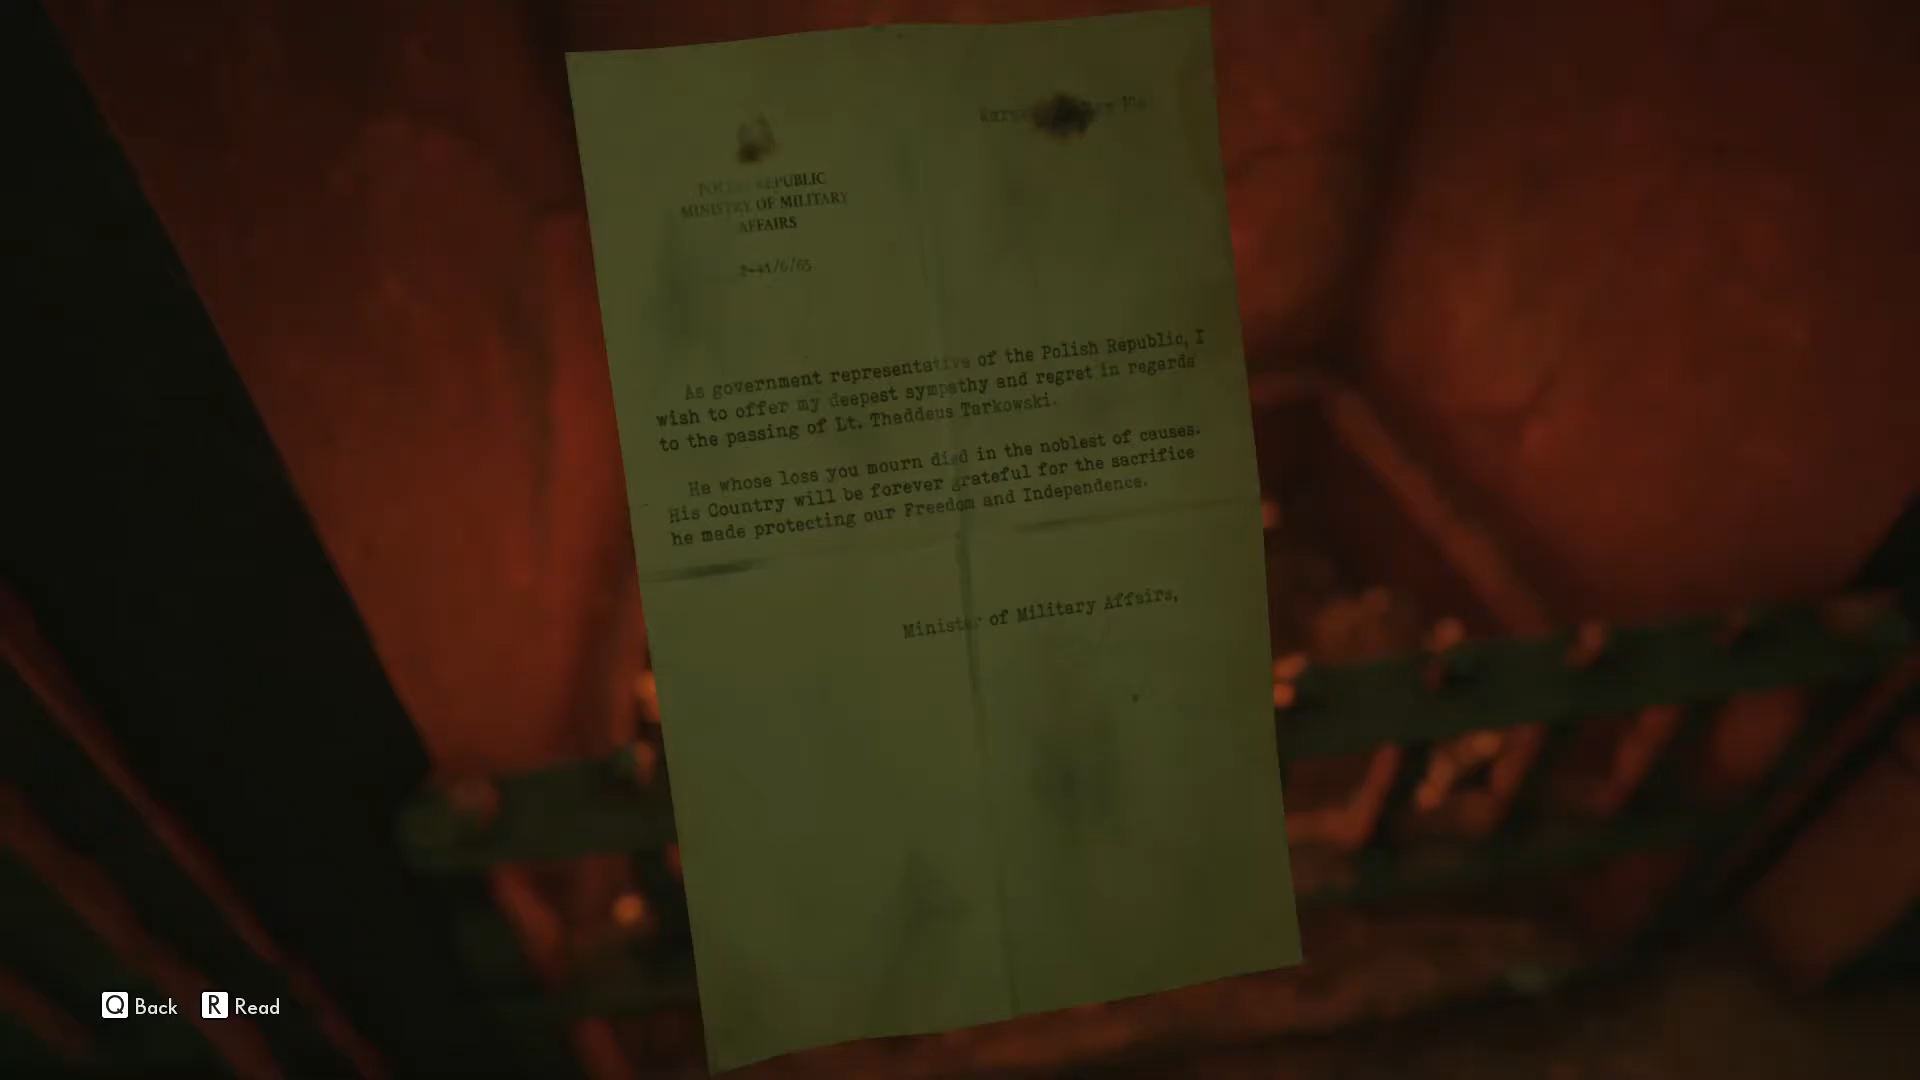 POLISH REPUBLIC
MINISTRY OF MILITARY
AFFAIRS
As government representative of the Polish Republic, I
wish to offer my deepest sympathy and regret in regards
to the passing of Lt. Thaddeus Tarkowski.
He whose loss you mourn died in the noblest of causes.
His Country will be forever grateful for the sacrifice
he made protecting our Freedom and Independence.
Minister of Military Affairs,
Q Back R Read